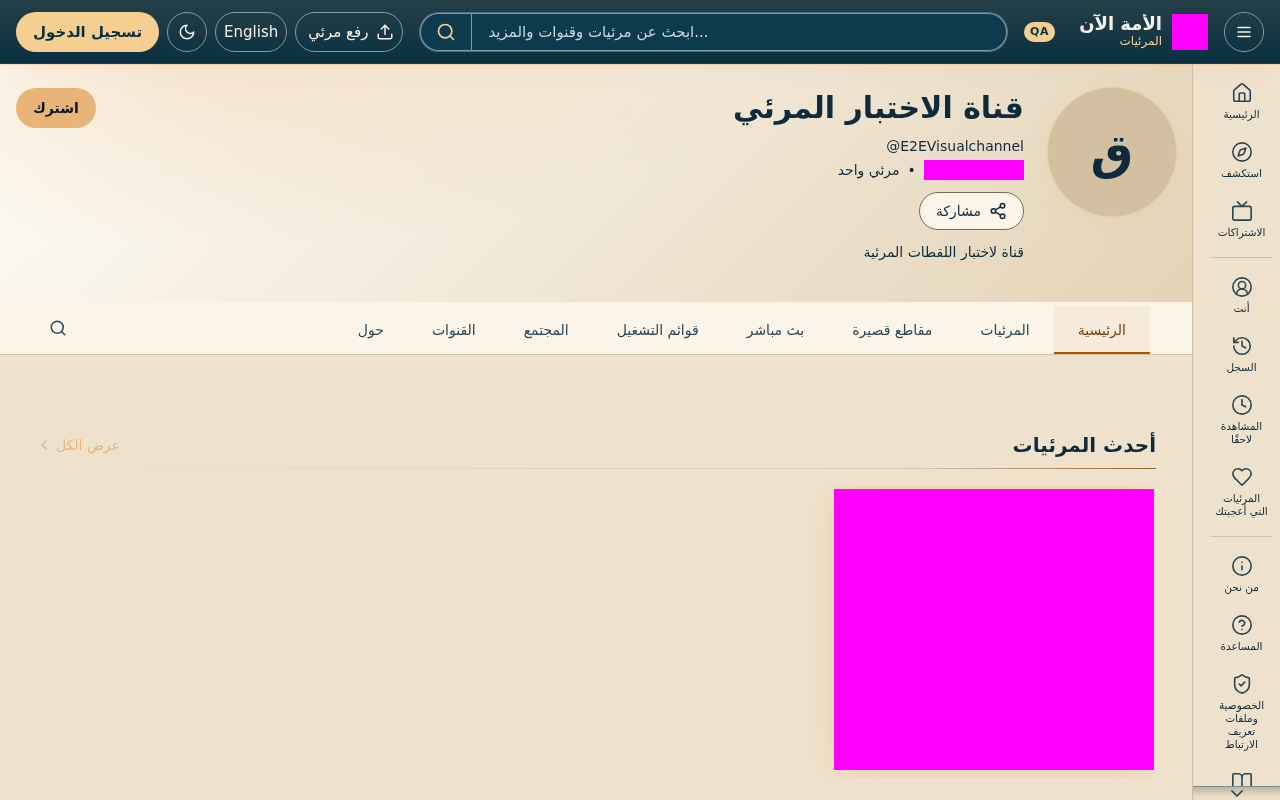 الأمة الآن
المرئيات
QA
ابحث عن مرئيات وقنوات والمزيد...
رفع مرئي
English
تسجيل الدخول
الرئيسية
استكشف
الاشتراكات
أنت
السجل
المشاهدة
لاحقًا
المرئيات
التي أعجبتك
من نحن
المساعدة
الخصوصية
وملفات
تعريف
الارتباط
ق
قناة الاختبار المرئي
@E2EVisualchannel
• مرئي واحد
مشاركة
قناة لاختبار اللقطات المرئية
اشترك
الرئيسية
المرئيات
مقاطع قصيرة
بث مباشر
قوائم التشغيل
المجتمع
القنوات
حول
أحدث المرئيات
عرض الكل